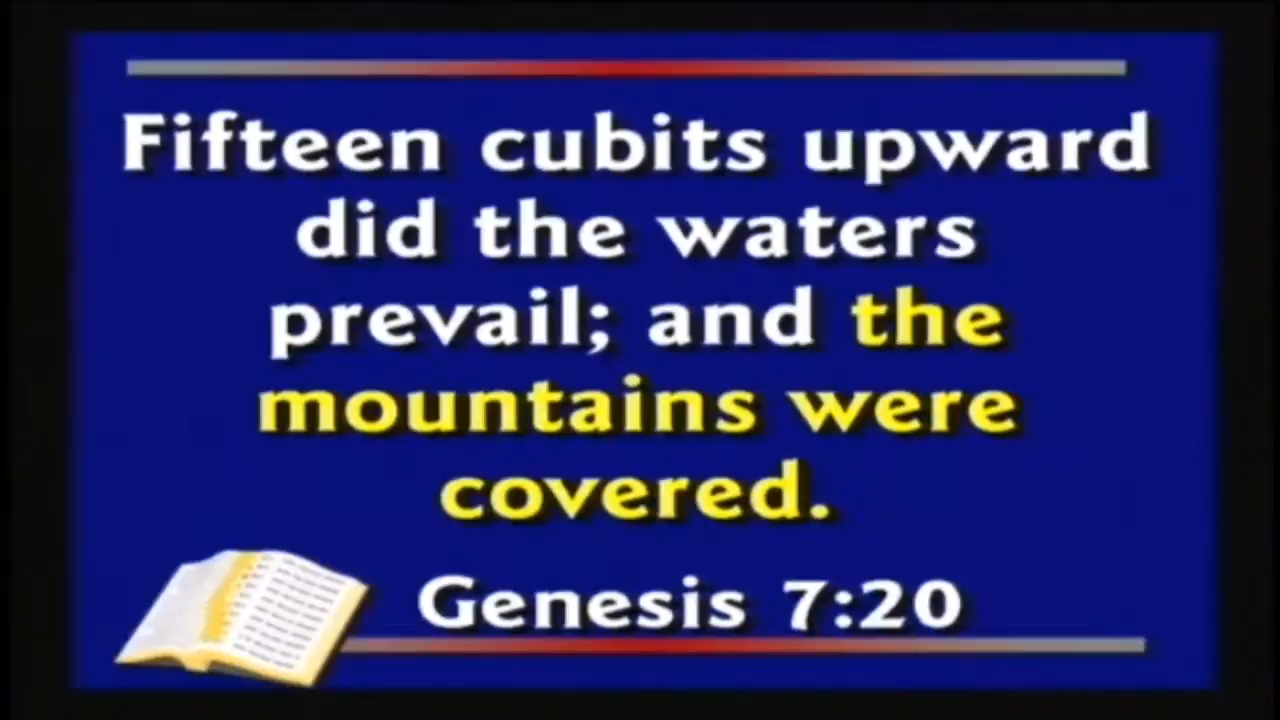 Fifteen cubits upward
did the waters
prevail; and the
mountains were
covered.
Genesis 7:20